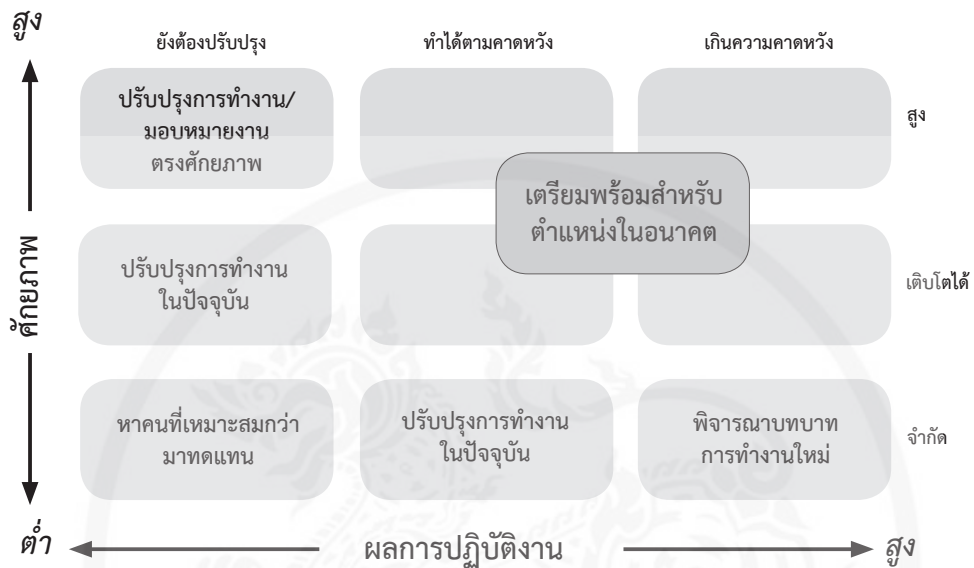 สูง
ยังต้องปรับปรุง
ทำได้ตามคาดหวัง
เกินความคาดหวัง
ปรับปรุงการทำงาน/
มอบหมายงาน
ตรงศักยภาพ
สูง
เตรียมพร้อมสำหรับ
ตำแหน่งในอนาคต
ศักยภาพ
ปรับปรุงการทำงาน
ในปัจจุบัน
เติบโตได้
หาคนที่เหมาะสมกว่า
มาทดแทน
ปรับปรุงการทำงาน
ในปัจจุบัน
พิจารณาบทบาท
การทำงานใหม่
จำกัด
ต่ำ
ผลการปฏิบัติงาน
สูง